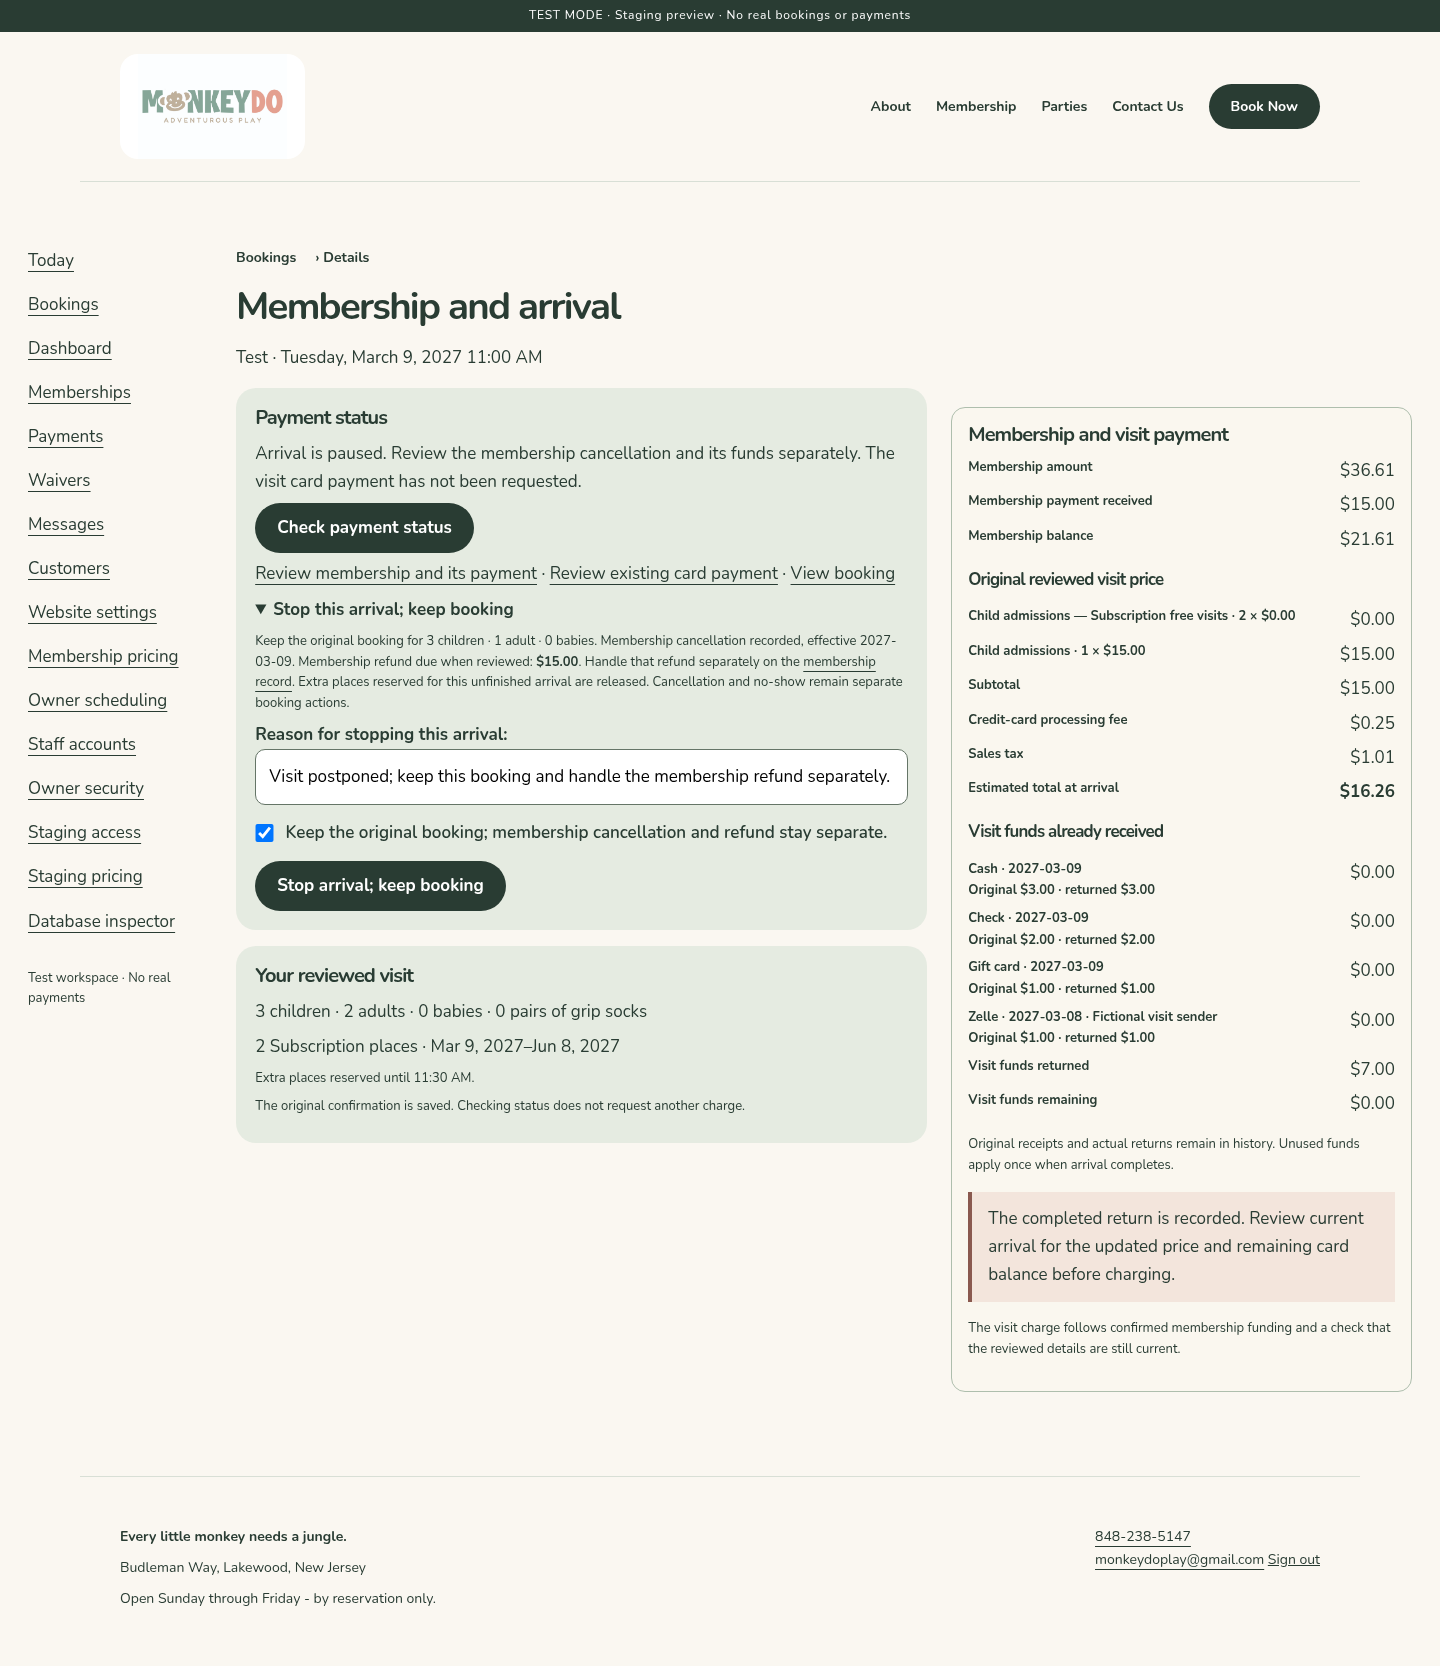 TEST MODE · Staging preview · No real bookings or payments
MONKEYDO
ADVENTUROUS PLAY
About
Membership
Parties
Contact Us
Book Now
Today
Bookings
Dashboard
Memberships
Payments
Waivers
Messages
Customers
Website settings
Membership pricing
Owner scheduling
Staff accounts
Owner security
Staging access
Staging pricing
Database inspector
Test workspace · No real
payments
Bookings › Details
Membership and arrival
Test · Tuesday, March 9, 2027 11:00 AM
Payment status
Arrival is paused. Review the membership cancellation and its funds separately. The
visit card payment has not been requested.
Check payment status
Review membership and its payment · Review existing card payment · View booking
▼ Stop this arrival; keep booking
Keep the original booking for 3 children · 1 adult · 0 babies. Membership cancellation recorded, effective 2027-
03-09. Membership refund due when reviewed: $15.00. Handle that refund separately on the membership
record. Extra places reserved for this unfinished arrival are released. Cancellation and no-show remain separate
booking actions.
Reason for stopping this arrival:
Visit postponed; keep this booking and handle the membership refund separately.
Keep the original booking; membership cancellation and refund stay separate.
Stop arrival; keep booking
Your reviewed visit
3 children · 2 adults · 0 babies · 0 pairs of grip socks
2 Subscription places · Mar 9, 2027–Jun 8, 2027
Extra places reserved until 11:30 AM.
The original confirmation is saved. Checking status does not request another charge.
Membership and visit payment
Membership amount $36.61
Membership payment received $15.00
Membership balance $21.61
Original reviewed visit price
Child admissions — Subscription free visits · 2 × $0.00 $0.00
Child admissions · 1 × $15.00 $15.00
Subtotal $15.00
Credit-card processing fee $0.25
Sales tax $1.01
Estimated total at arrival $16.26
Visit funds already received
Cash · 2027-03-09 $0.00
Original $3.00 · returned $3.00
Check · 2027-03-09 $0.00
Original $2.00 · returned $2.00
Gift card · 2027-03-09 $0.00
Original $1.00 · returned $1.00
Zelle · 2027-03-08 · Fictional visit sender $0.00
Original $1.00 · returned $1.00
Visit funds returned $7.00
Visit funds remaining $0.00
Original receipts and actual returns remain in history. Unused funds
apply once when arrival completes.
The completed return is recorded. Review current
arrival for the updated price and remaining card
balance before charging.
The visit charge follows confirmed membership funding and a check that
the reviewed details are still current.
Every little monkey needs a jungle.
Budleman Way, Lakewood, New Jersey
Open Sunday through Friday - by reservation only.
848-238-5147
monkeydoplay@gmail.com Sign out